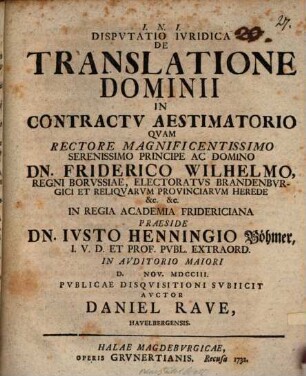 I. N. I.
DISPVTATIO IVRIDICA
DE
TRANSLATIONE
DOMINII
IN
CONTRACTV AESTIMATORIO
QVAM
RECTORE MAGNIFICENTISSIMO
SERENISSIMO PRINCIPE AC DOMINO
DN. FRIDERICO WILHELMO,
REGNI BORVSSIAE, ELECTORATVS BRANDENBVR-
GICI ET RELIQVARVM PROVINCIARVM HEREDE
&c. &c.
IN REGIA ACADEMIA FRIDERICIANA
PRAESIDE
DN. IVSTO HENNINGIO Böhmer,
I. V. D. ET PROF. PVBL. EXTRAORD.
IN AVDITORIO MAIORI
D. NOV. MDCCIII.
PVBLICAE DISQVISITIONI SVBIICIT
AVCTOR
DANIEL RAVE,
HAVELBERGENSIS.
HALAE MAGDEBVRGICAE,
OPERIS GRVNERTIANIS. Recusa 1732.